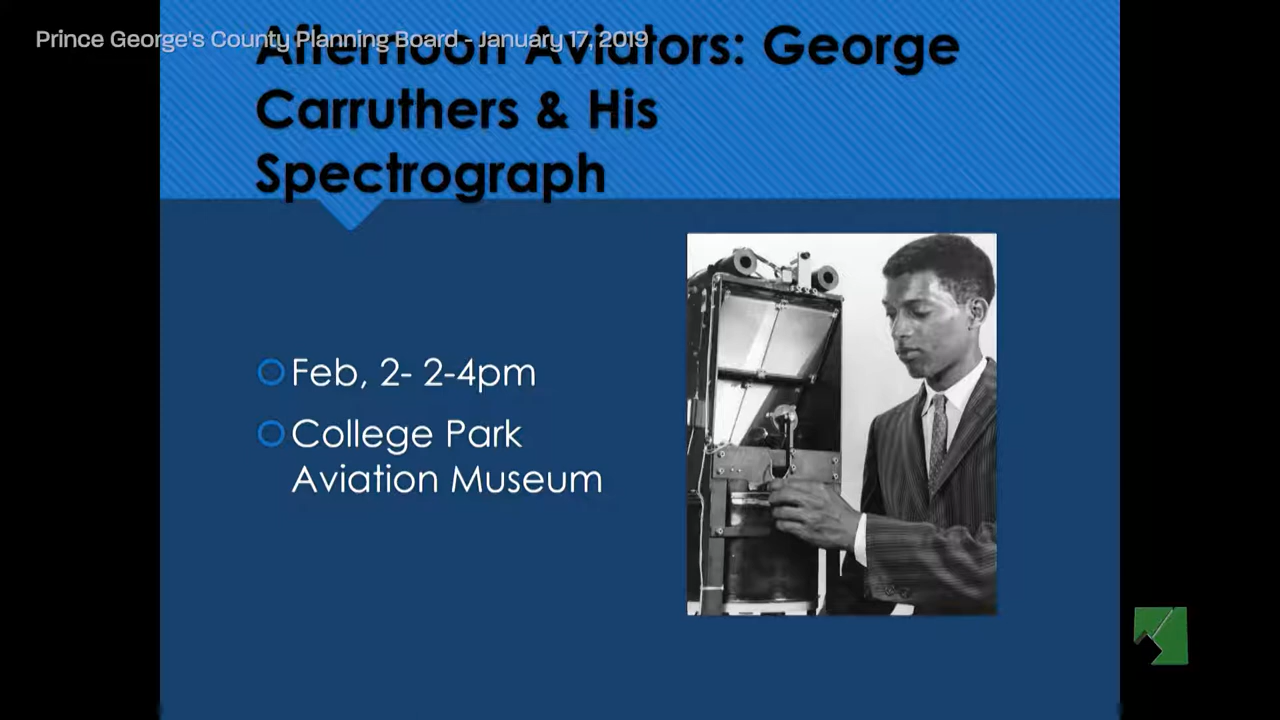 Prince George's County Planning Board - January 17, 2019
Afternoon Aviators: George
Carruthers & His
Spectrograph
Feb, 2- 2-4pm
College Park
Aviation Museum